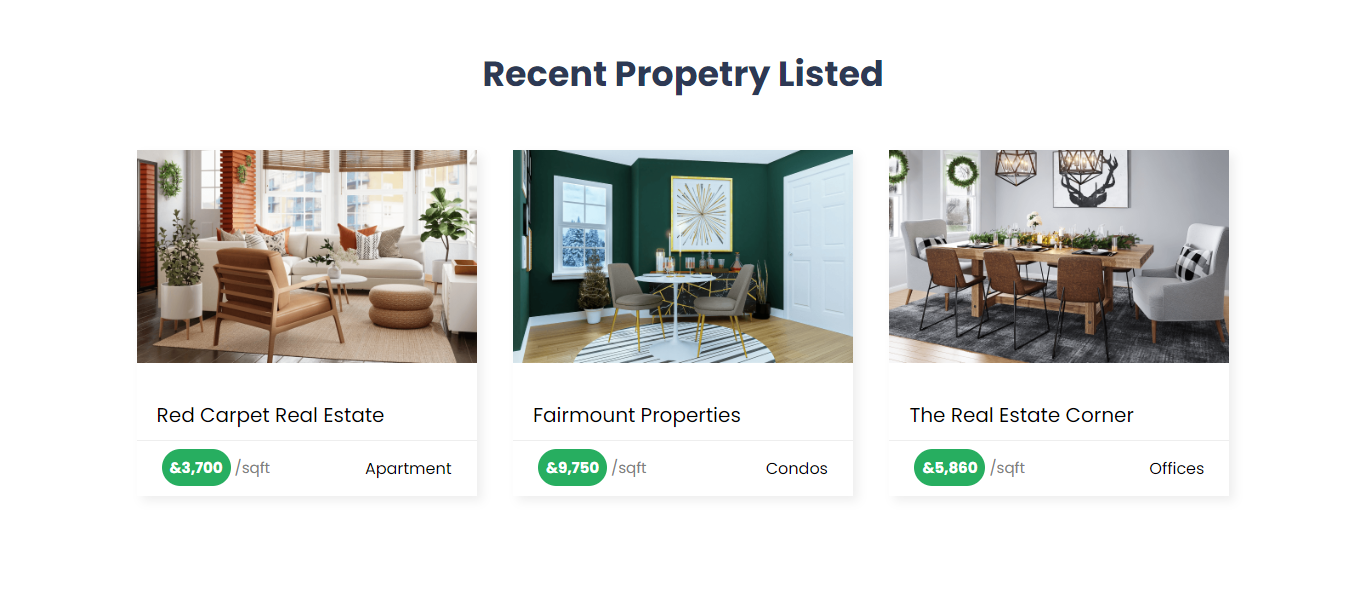 Recent Propetry Listed
Red Carpet Real Estate
&3,700 /sqft Apartment
Fairmount Properties
&9,750 /sqft Condos
The Real Estate Corner
&5,860 /sqft Offices